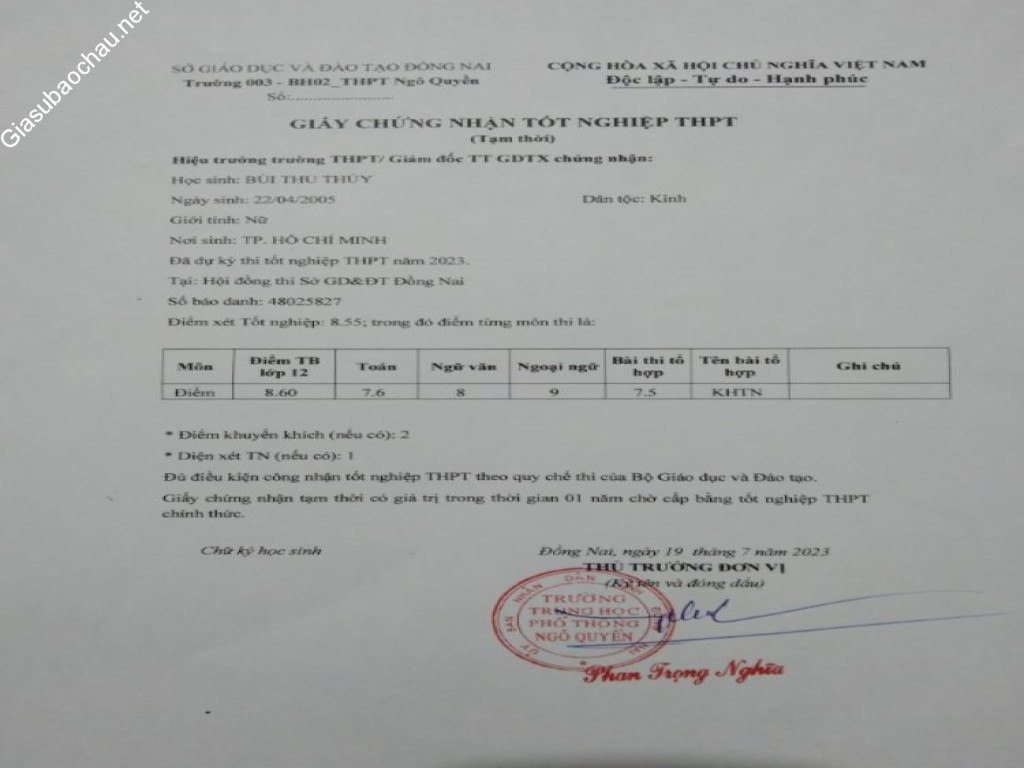 Giasubaochau.net
SỞ GIÁO DỤC VÀ ĐÀO TẠO ĐỒNG NAI
Trường 003 - BH02_THPT Ngô Quyền
Số:........................
CỘNG HÒA XÃ HỘI CHỦ NGHĨA VIỆT NAM
Độc lập - Tự do - Hạnh phúc
GIẤY CHỨNG NHẬN TỐT NGHIỆP THPT
(Tạm thời)
Hiệu trưởng trường THPT/ Giám đốc TT GDTX chứng nhận:
Học sinh: BÙI THU THỦY
Ngày sinh: 22/04/2005 Dân tộc: Kinh
Giới tính: Nữ
Nơi sinh: TP. HỒ CHÍ MINH
Đã dự kỳ thi tốt nghiệp THPT năm 2023.
Tại: Hội đồng thi Sở GD&ĐT Đồng Nai
Số báo danh: 48025827
Điểm xét Tốt nghiệp: 8.55; trong đó điểm từng môn thi là:
Môn Điểm TB lớp 12 Toán Ngữ văn Ngoại ngữ Bài thi tổ hợp Tên bài tổ hợp Ghi chú
Điểm 8.60 7.6 8 9 7.5 KHTN
* Điểm khuyến khích (nếu có): 2
* Diện xét TN (nếu có): 1
Đủ điều kiện công nhận tốt nghiệp THPT theo quy chế thi của Bộ Giáo dục và Đào tạo.
Giấy chứng nhận tạm thời có giá trị trong thời gian 01 năm chờ cấp bằng tốt nghiệp THPT
chính thức.
Chữ ký học sinh
Đồng Nai, ngày 19 tháng 7 năm 2023
THỦ TRƯỞNG ĐƠN VỊ
(Ký tên và đóng dấu)
ỦY BAN NHÂN DÂN TỈNH ĐỒNG NAI
TRƯỜNG
TRUNG HỌC
PHỔ THÔNG
NGÔ QUYỀN
Phan Trọng Nghĩa